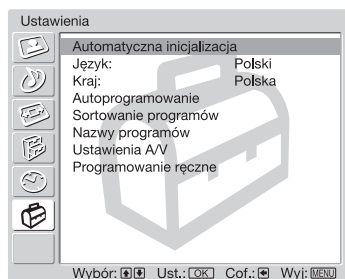 Ustawienia
Automatyczna inicjalizacja
Język: Polski
Kraj: Polska
Autoprogramowanie
Sortowanie programów
Nazwy programów
Ustawienia A/V
Programowanie ręczne
Wybór: Ust.: OK Cof.: Wyj: MENU